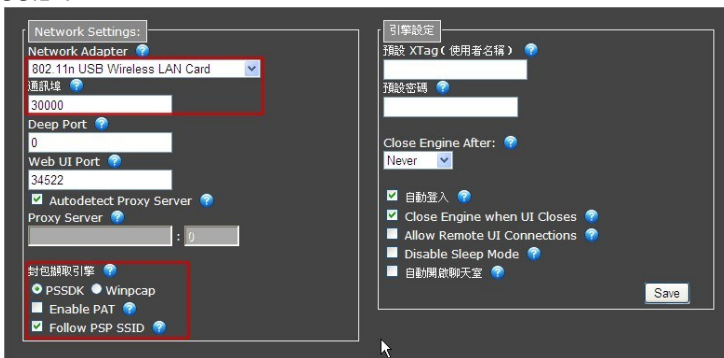 Network Settings:
Network Adapter
802.11n USB Wireless LAN Card
通訊埠
30000
Deep Port
0
Web UI Port
34522
Autodetect Proxy Server
Proxy Server
: 0
封包擷取引擎
PSSDK Winpcap
Enable PAT
Follow PSP SSID
引擎設定
預設 XTag ( 使用者名稱 )
預設密碼
Close Engine After:
Never
自動登入
Close Engine when UI Closes
Allow Remote UI Connections
Disable Sleep Mode
自動開啟聊天室
Save